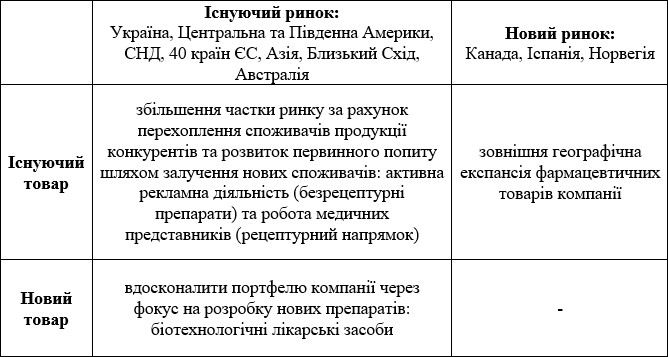 Існуючий ринок:
Україна, Центральна та Південна Америки,
СНД, 40 країн ЄС, Азія, Близький Схід,
Австралія
Новий ринок:
Канада, Іспанія, Норвегія
Існуючий
товар
збільшення частки ринку за рахунок
перехоплення споживачів продукції
конкурентів та розвиток первинного попиту
шляхом залучення нових споживачів: активна
рекламна діяльність (безрецептурні
препарати) та робота медичних
представників (рецептурний напрямок)
зовнішня географічна
експансія фармацевтичних
товарів компанії
Новий
товар
вдосконалити портфелю компанії через
фокус на розробку нових препаратів:
біотехнологічні лікарські засоби
-